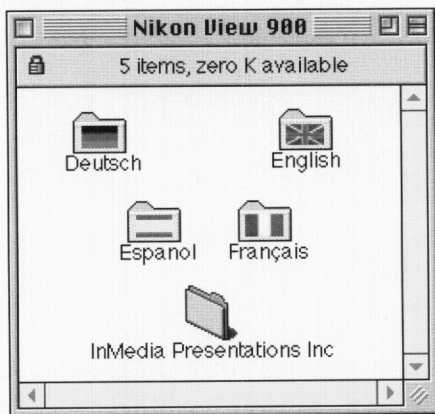 Nikon View 900
5 items, zero K available
Deutsch
English
Espanol
Français
InMedia Presentations Inc